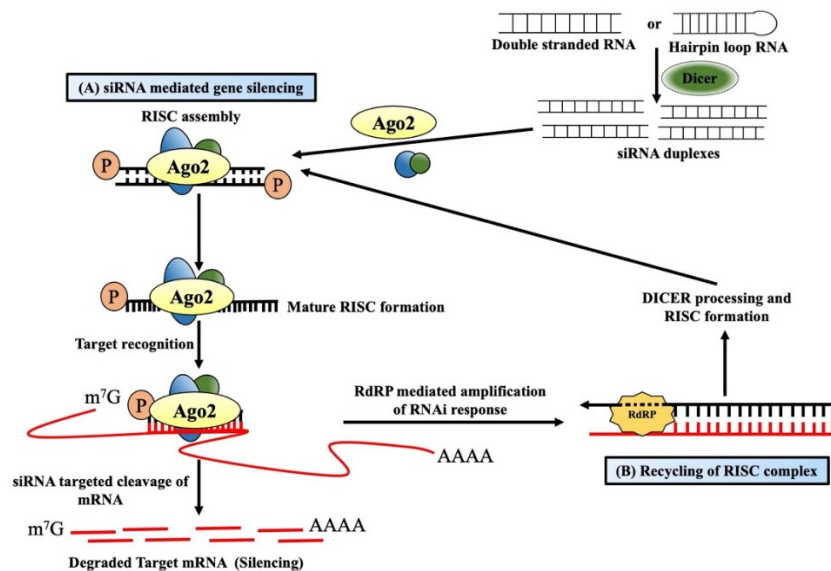 or
Double stranded RNA
Hairpin loop RNA
Dicer
siRNA duplexes
(A) siRNA mediated gene silencing
RISC assembly
Ago2
P
Ago2
P
P
Ago2
Mature RISC formation
Target recognition
m⁷G
P
Ago2
AAAA
RdRP mediated amplification
of RNAi response
DICER processing and
RISC formation
RdRP
(B) Recycling of RISC complex
siRNA targeted cleavage of
mRNA
m⁷G
AAAA
Degraded Target mRNA (Silencing)